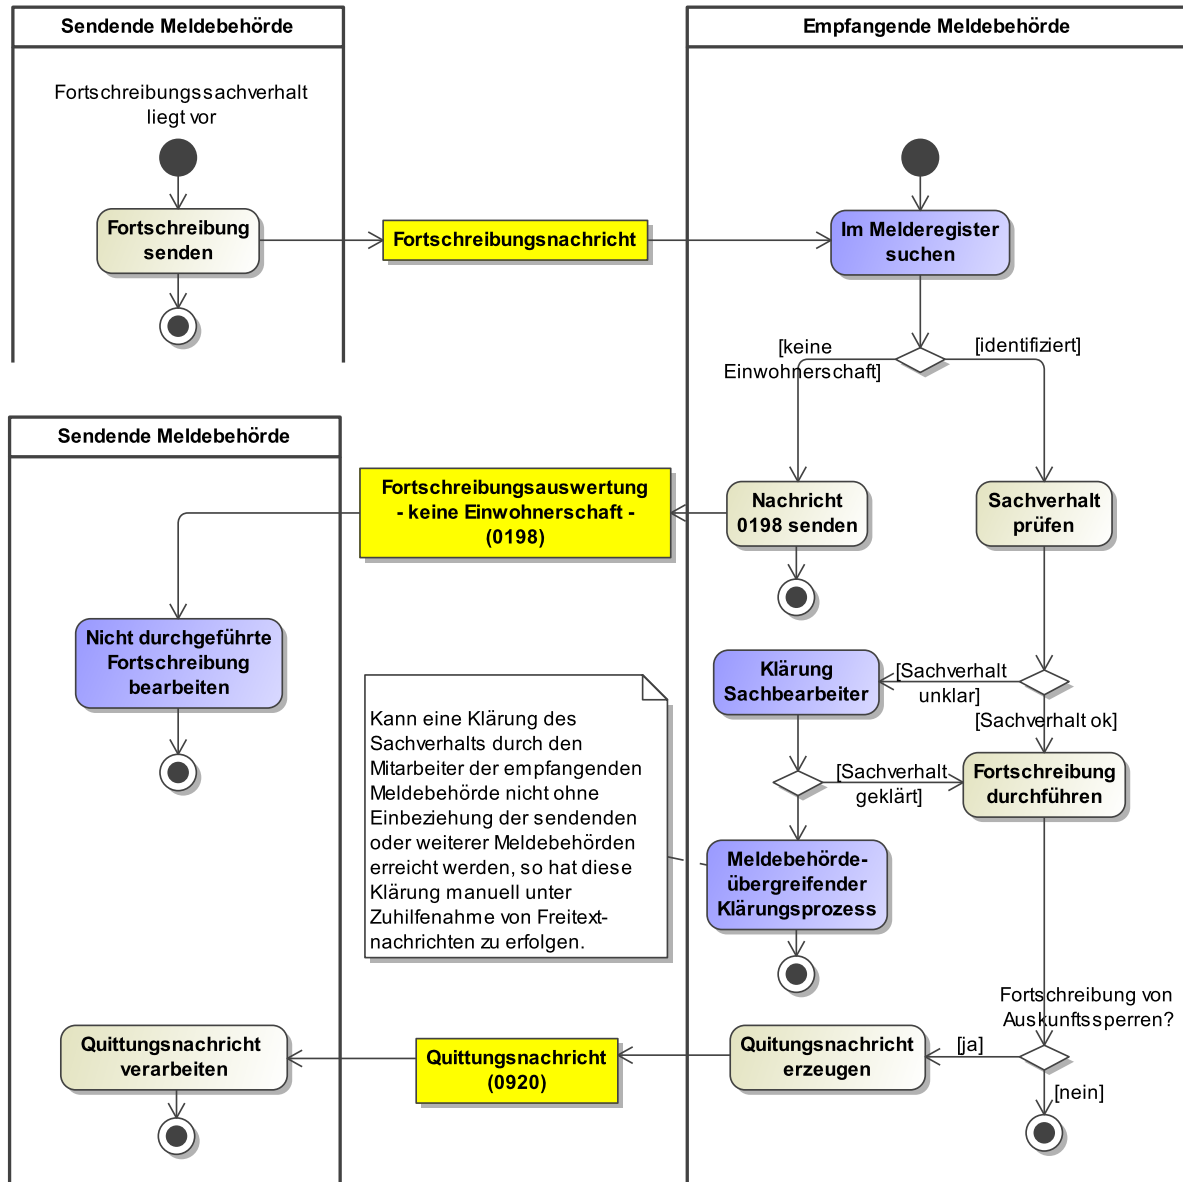 Sendende Meldebehörde
Empfangende Meldebehörde
Fortschreibungssachverhalt
liegt vor
Fortschreibung
senden
Fortschreibungsnachricht
Im Melderegister
suchen
[keine
Einwohnerschaft]
[identifiziert]
Sendende Meldebehörde
Fortschreibungsauswertung
- keine Einwohnerschaft -
(0198)
Nachricht
0198 senden
Sachverhalt
prüfen
Nicht durchgeführte
Fortschreibung
bearbeiten
Klärung
Sachbearbeiter
[Sachverhalt
unklar]
[Sachverhalt ok]
Kann eine Klärung des
Sachverhalts durch den
Mitarbeiter der empfangenden
Meldebehörde nicht ohne
Einbeziehung der sendenden
oder weiterer Meldebehörden
erreicht werden, so hat diese
Klärung manuell unter
Zuhilfenahme von Freitext-
nachrichten zu erfolgen.
[Sachverhalt
geklärt]
Fortschreibung
durchführen
Meldebehörde-
übergreifender
Klärungsprozess
Fortschreibung von
Auskunftssperren?
Quittungsnachricht
verarbeiten
Quittungsnachricht
(0920)
Quitungsnachricht
erzeugen
[ja]
[nein]